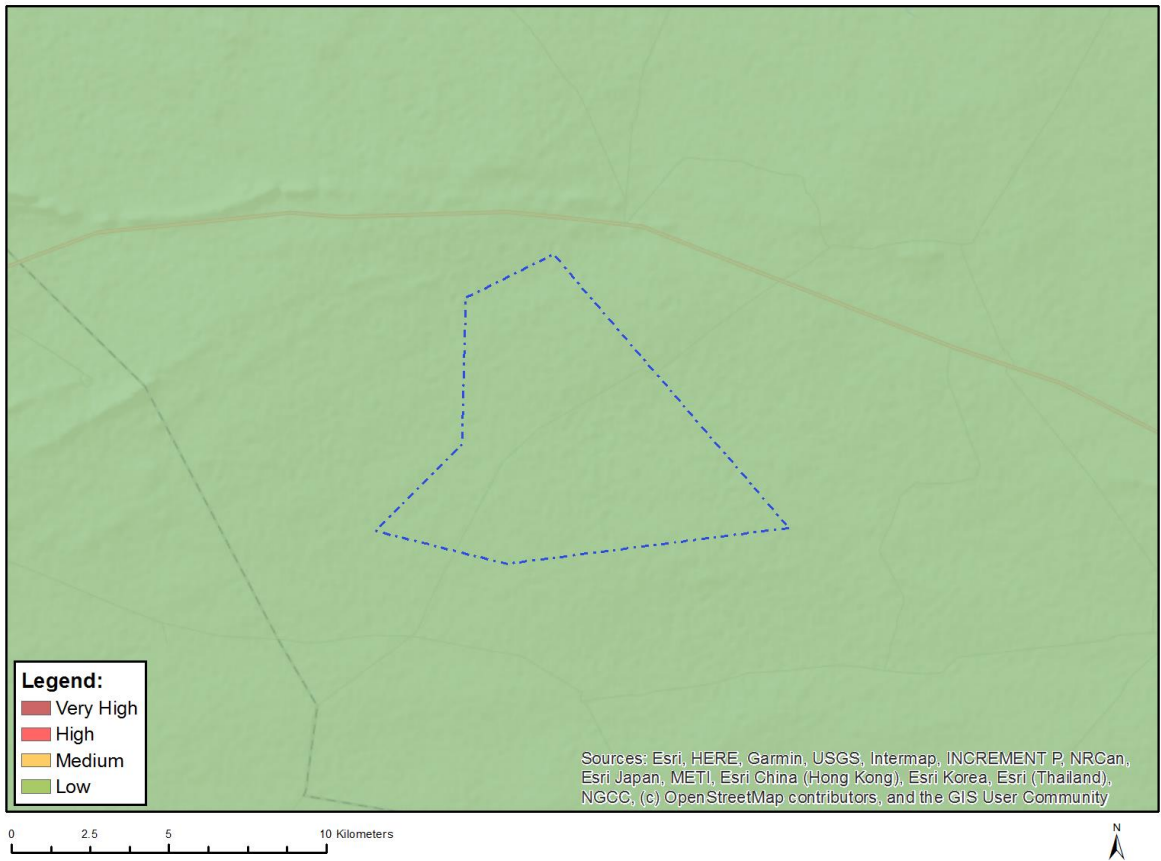 Legend:
Very High
High
Medium
Low
Sources: Esri, HERE, Garmin, USGS, Intermap, INCREMENT P, NRCan,
Esri Japan, METI, Esri China (Hong Kong), Esri Korea, Esri (Thailand),
NGCC, (c) OpenStreetMap contributors, and the GIS User Community
0 2.5 5 10 Kilometers
N